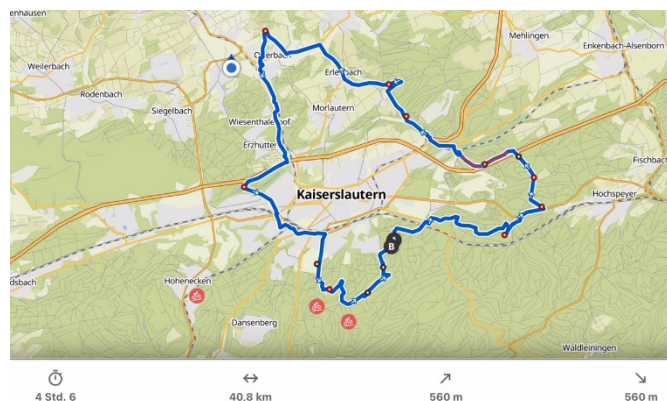 enhausen
Mehlingen
Enkenbach-Alsenborn
Weilerbach
Otterbach
Erlenbach
Rodenbach
Morlautern
Siegelbach
Wiesenthalerhof
Erzhütten
Fischbach
Kaiserslautern
Hochspeyer
B
dsbach
Hohenecken
Dansenberg
Waldleiningen
4 Std. 6
40.8 km
560 m
560 m